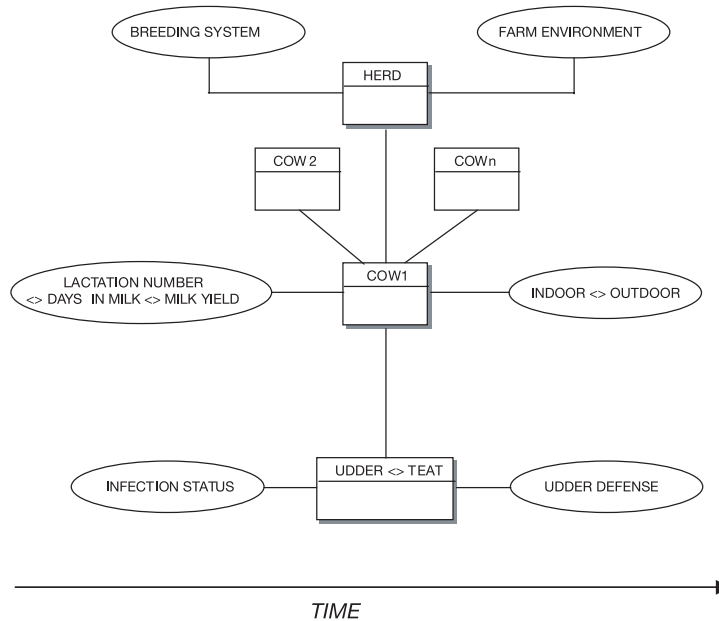 BREEDING SYSTEM
FARM ENVIRONMENT
HERD
COW 2
COWn
COW1
LACTATION NUMBER
<> DAYS IN MILK <> MILK YIELD
INDOOR <> OUTDOOR
UDDER <> TEAT
INFECTION STATUS
UDDER DEFENSE
TIME